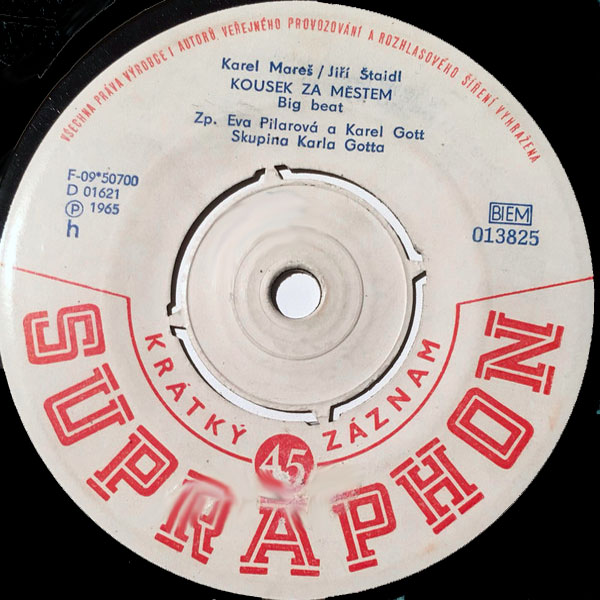 VŠECHNA PRÁVA VÝROBCE I AUTORŮ VEŘEJNÉHO PROVOZOVÁNÍ A ROZHLASOVÉHO ŠÍŘENÍ VYHRAŽENA
Karel Mareš / Jiří Štaidl
KOUSEK ZA MĚSTEM
Big beat
Zp. Eva Pilarová a Karel Gott
Skupina Karla Gotta
F-09*50700
D 01621
Ⓟ 1965
h
BIEM
013825
KRÁTKÝ 45 ZÁZNAM
SUPRAPHON